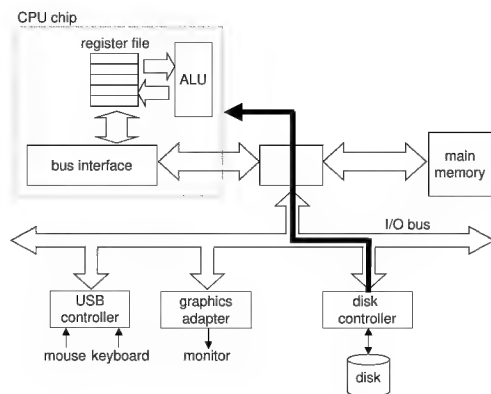 CPU chip
register file
ALU
bus interface
main
memory
I/O bus
USB
controller
graphics
adapter
disk
controller
mouse keyboard
monitor
disk